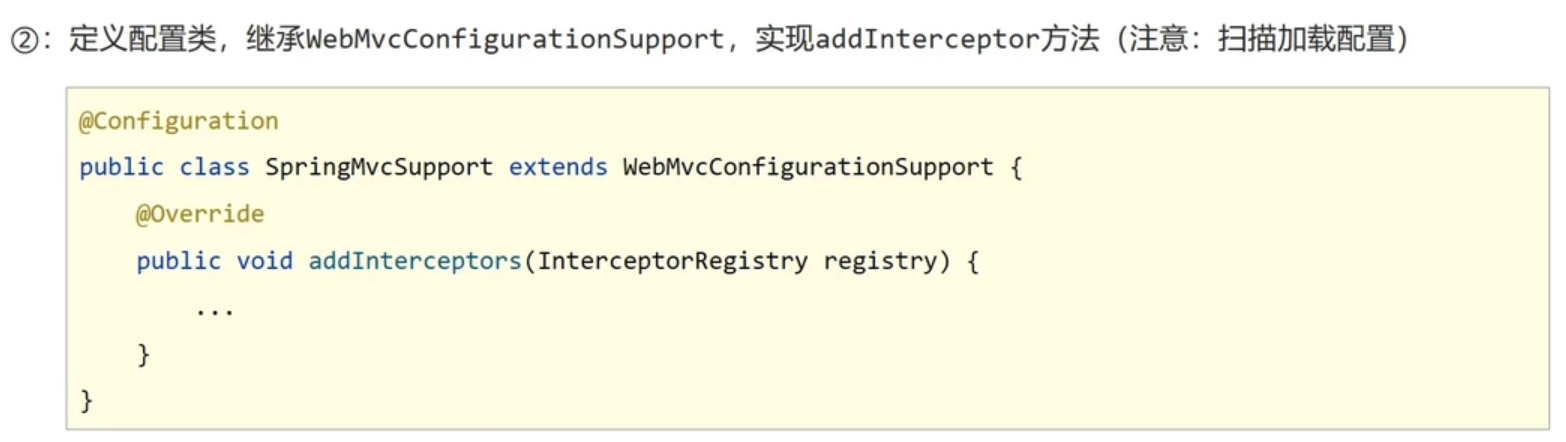 ②：定义配置类，继承WebMvcConfigurationSupport，实现addInterceptor方法（注意：扫描加载配置）
@Configuration
public class SpringMvcSupport extends WebMvcConfigurationSupport {
    @Override
    public void addInterceptors(InterceptorRegistry registry) {
        ...
    }
}